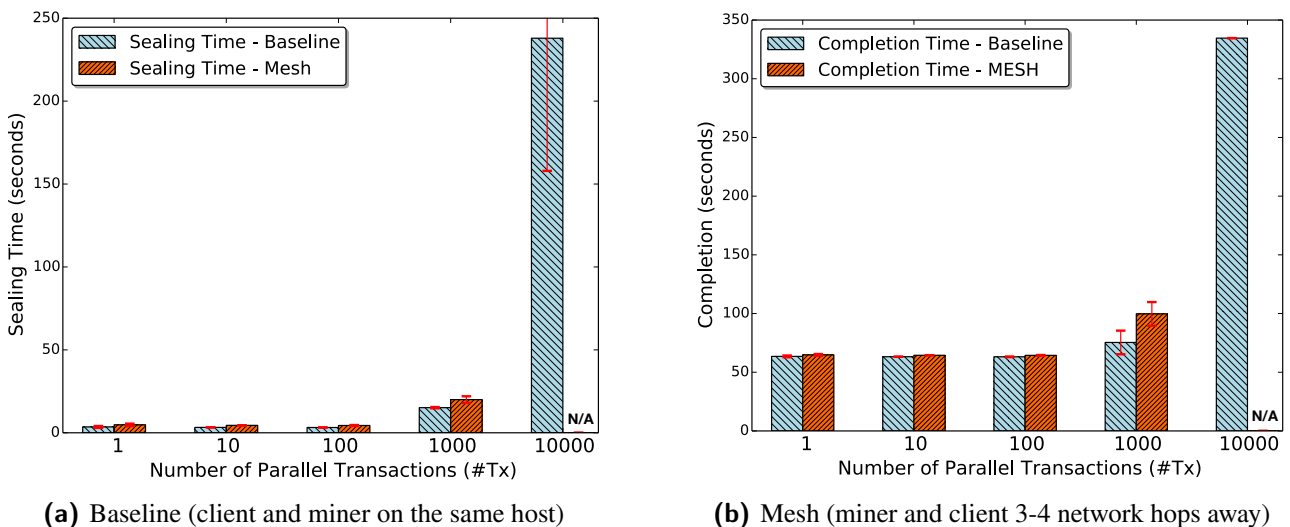 250
200
150
100
50
0
Sealing Time (seconds)
Sealing Time - Baseline
Sealing Time - Mesh
N/A
1 10 100 1000 10000
Number of Parallel Transactions (#Tx)
(a) Baseline (client and miner on the same host)
350
300
250
200
150
100
50
0
Completion (seconds)
Completion Time - Baseline
Completion Time - MESH
N/A
1 10 100 1000 10000
Number of Parallel Transactions (#Tx)
(b) Mesh (miner and client 3-4 network hops away)